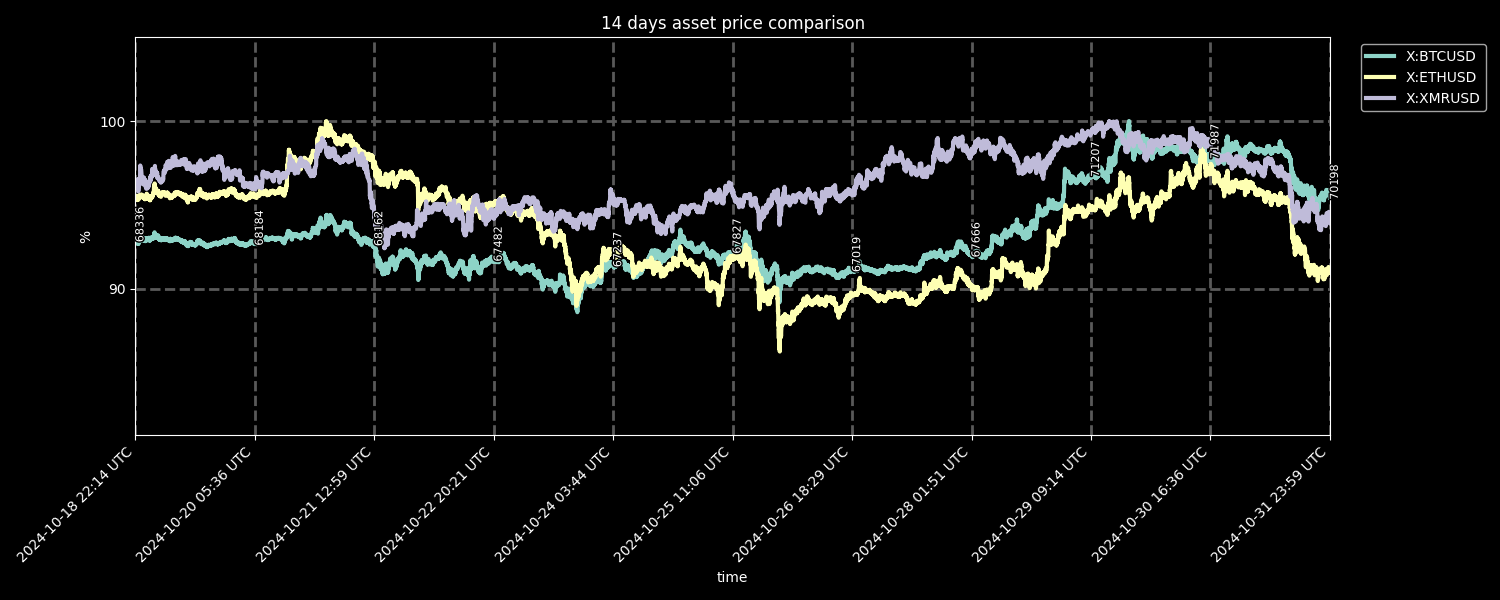 14 days asset price comparison
X:BTCUSD
X:ETHUSD
X:XMRUSD
100
90
%
68336
68184
68162
67482
67237
67827
67019
67666
71207
71987
70198
2024-10-18 22:14 UTC
2024-10-20 05:36 UTC
2024-10-21 12:59 UTC
2024-10-22 20:21 UTC
2024-10-24 03:44 UTC
2024-10-25 11:06 UTC
2024-10-26 18:29 UTC
2024-10-28 01:51 UTC
2024-10-29 09:14 UTC
2024-10-30 16:36 UTC
2024-10-31 23:59 UTC
time